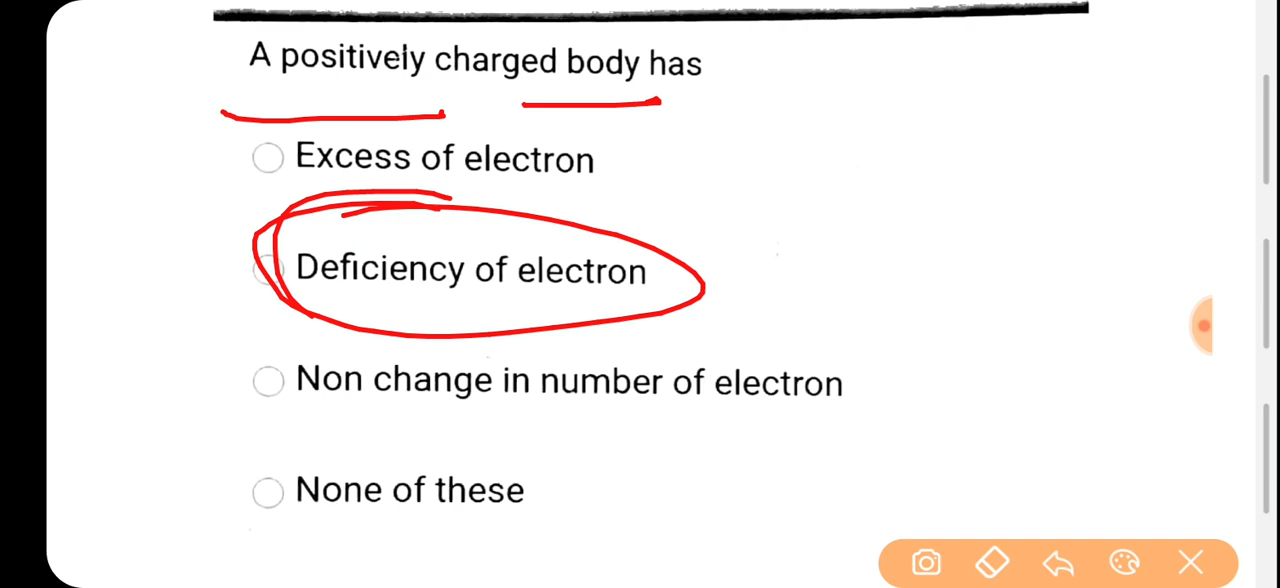 A positively charged body has
Excess of electron
Deficiency of electron
Non change in number of electron
None of these